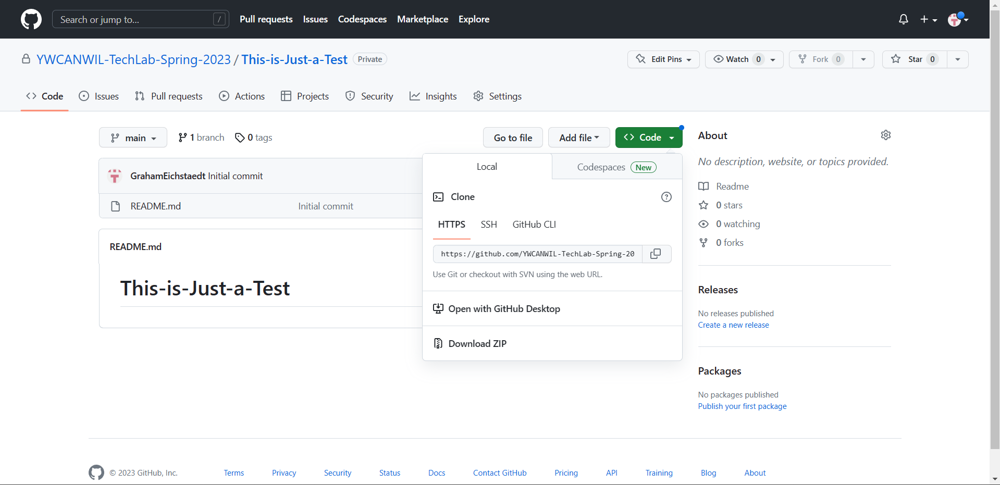 Search or jump to... /
Pull requests Issues Codespaces Marketplace Explore
YWCANWIL-TechLab-Spring-2023 / This-is-Just-a-Test Private
Edit Pins Watch 0 Fork 0 Star 0
Code Issues Pull requests Actions Projects Security Insights Settings
main 1 branch 0 tags
Go to file Add file Code
GrahamEichstaedt Initial commit
README.md Initial commit
README.md
This-is-Just-a-Test
Local Codespaces New
Clone
HTTPS SSH GitHub CLI
https://github.com/YWCANWIL-TechLab-Spring-20
Use Git or checkout with SVN using the web URL.
Open with GitHub Desktop
Download ZIP
About
No description, website, or topics provided.
Readme
0 stars
0 watching
0 forks
Releases
No releases published
Create a new release
Packages
No packages published
Publish your first package
© 2023 GitHub, Inc. Terms Privacy Security Status Docs Contact GitHub Pricing API Training Blog About